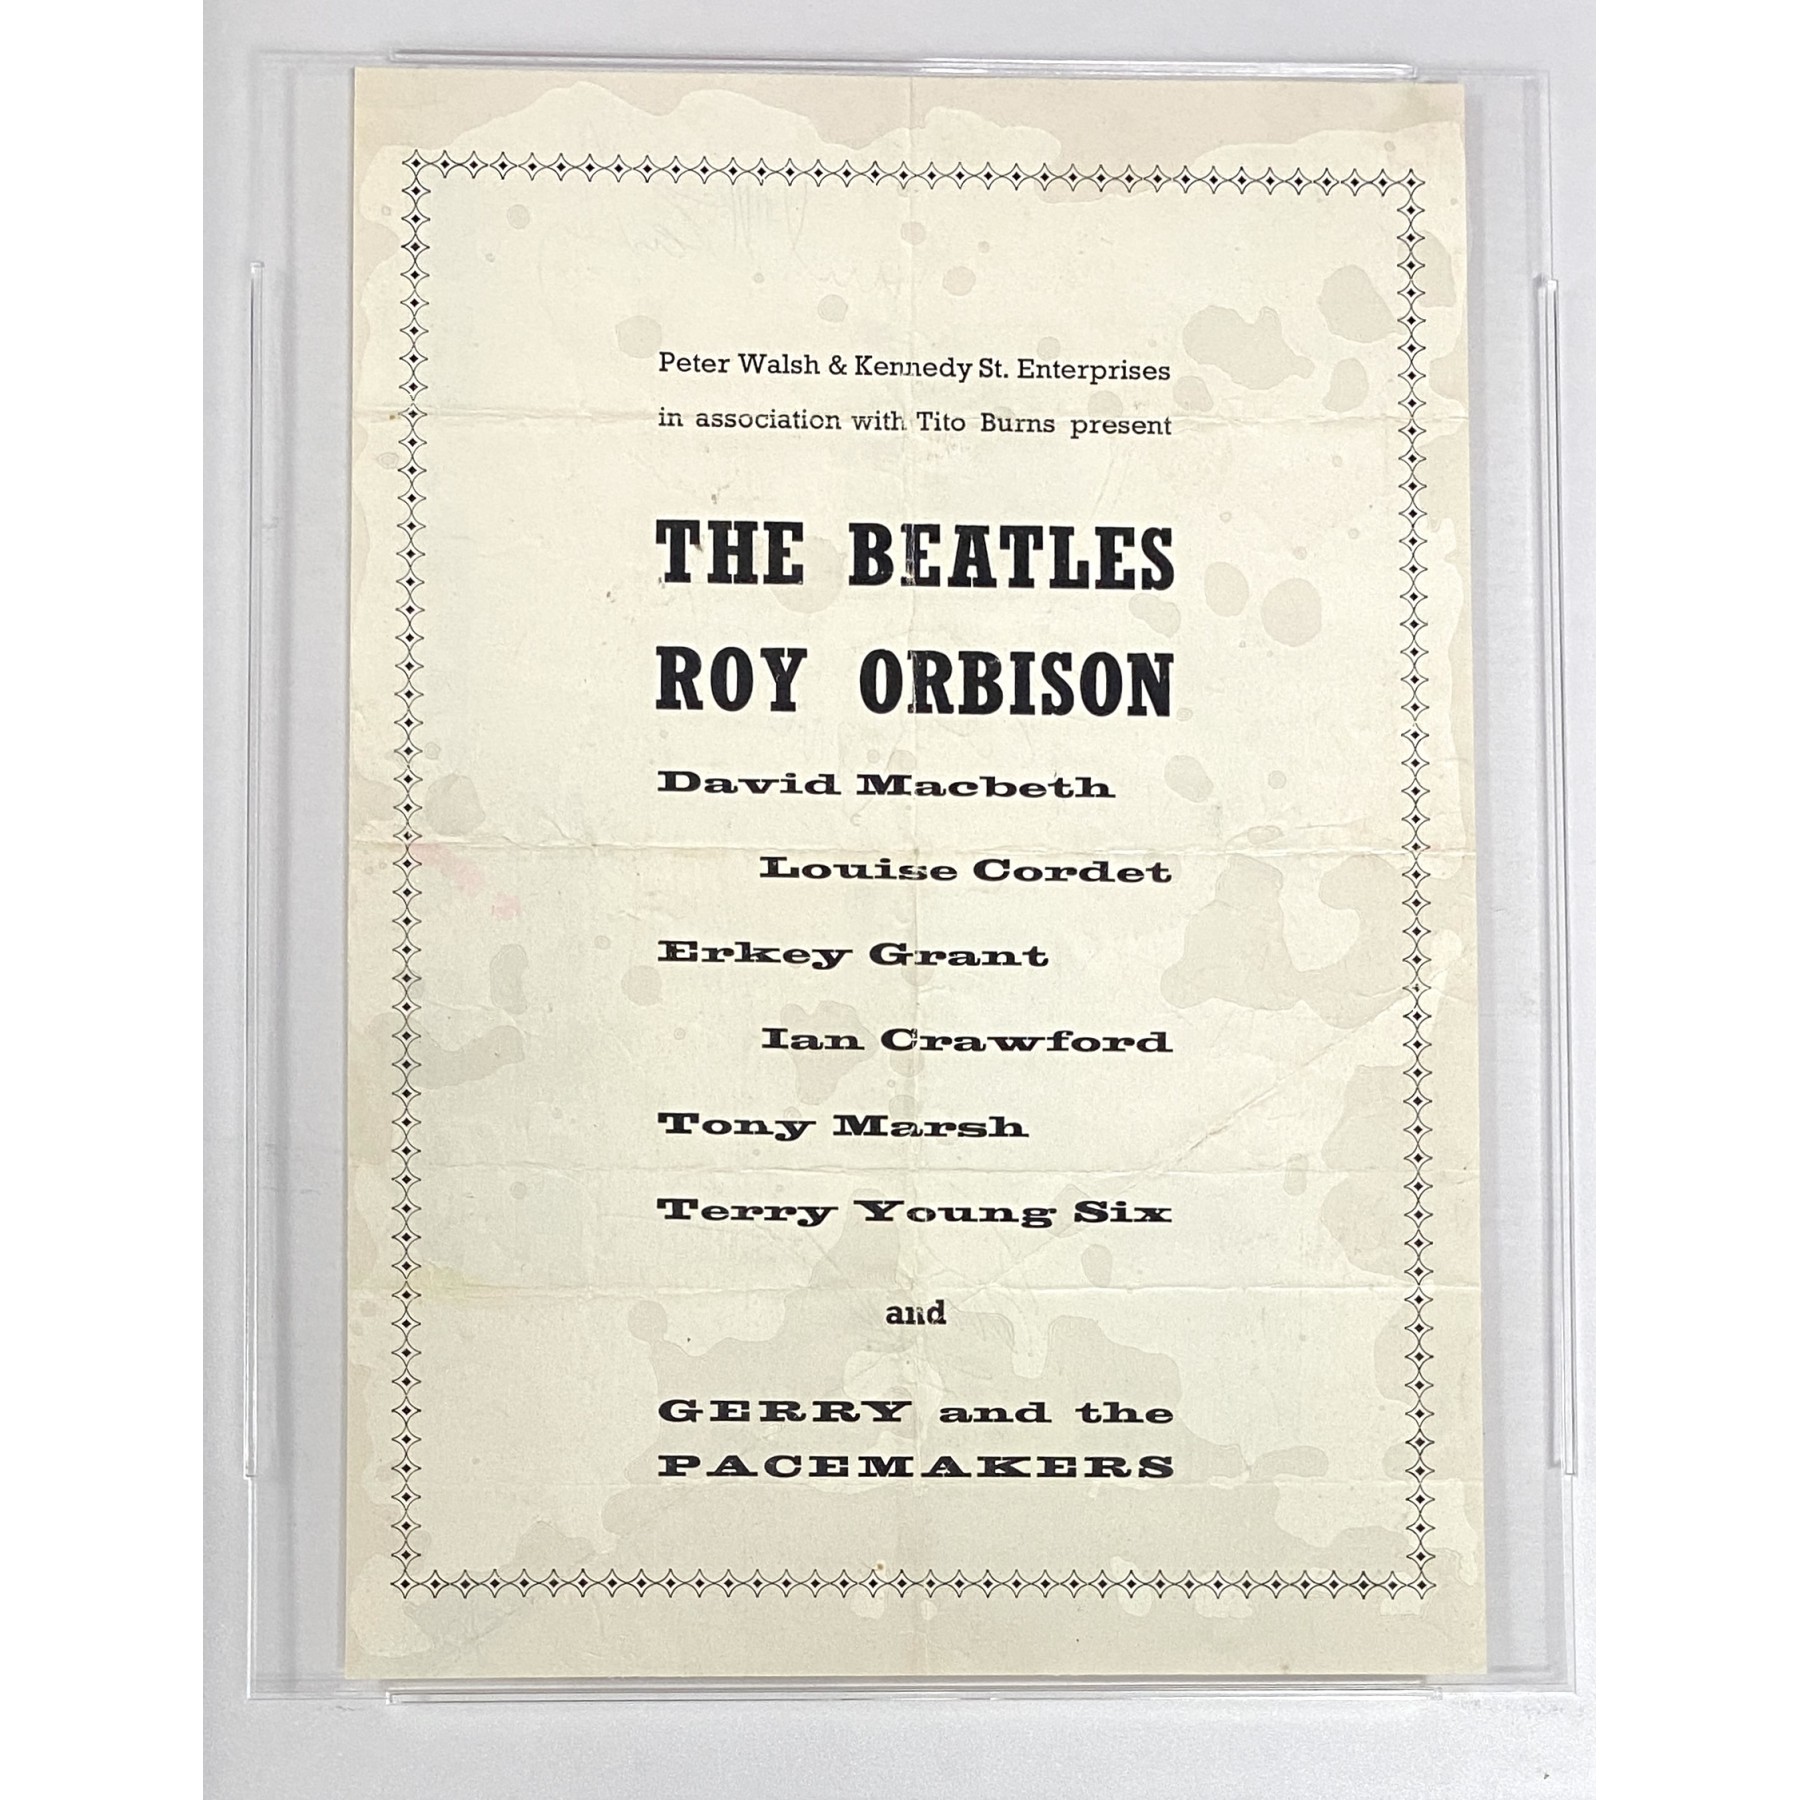 Peter Walsh & Kennedy St. Enterprises
in association with Tito Burns present
THE BEATLES
ROY ORBISON
David Macbeth
Louise Cordet
Erkey Grant
Ian Crawford
Tony Marsh
Terry Young Six
and
GERRY and the
PACEMAKERS